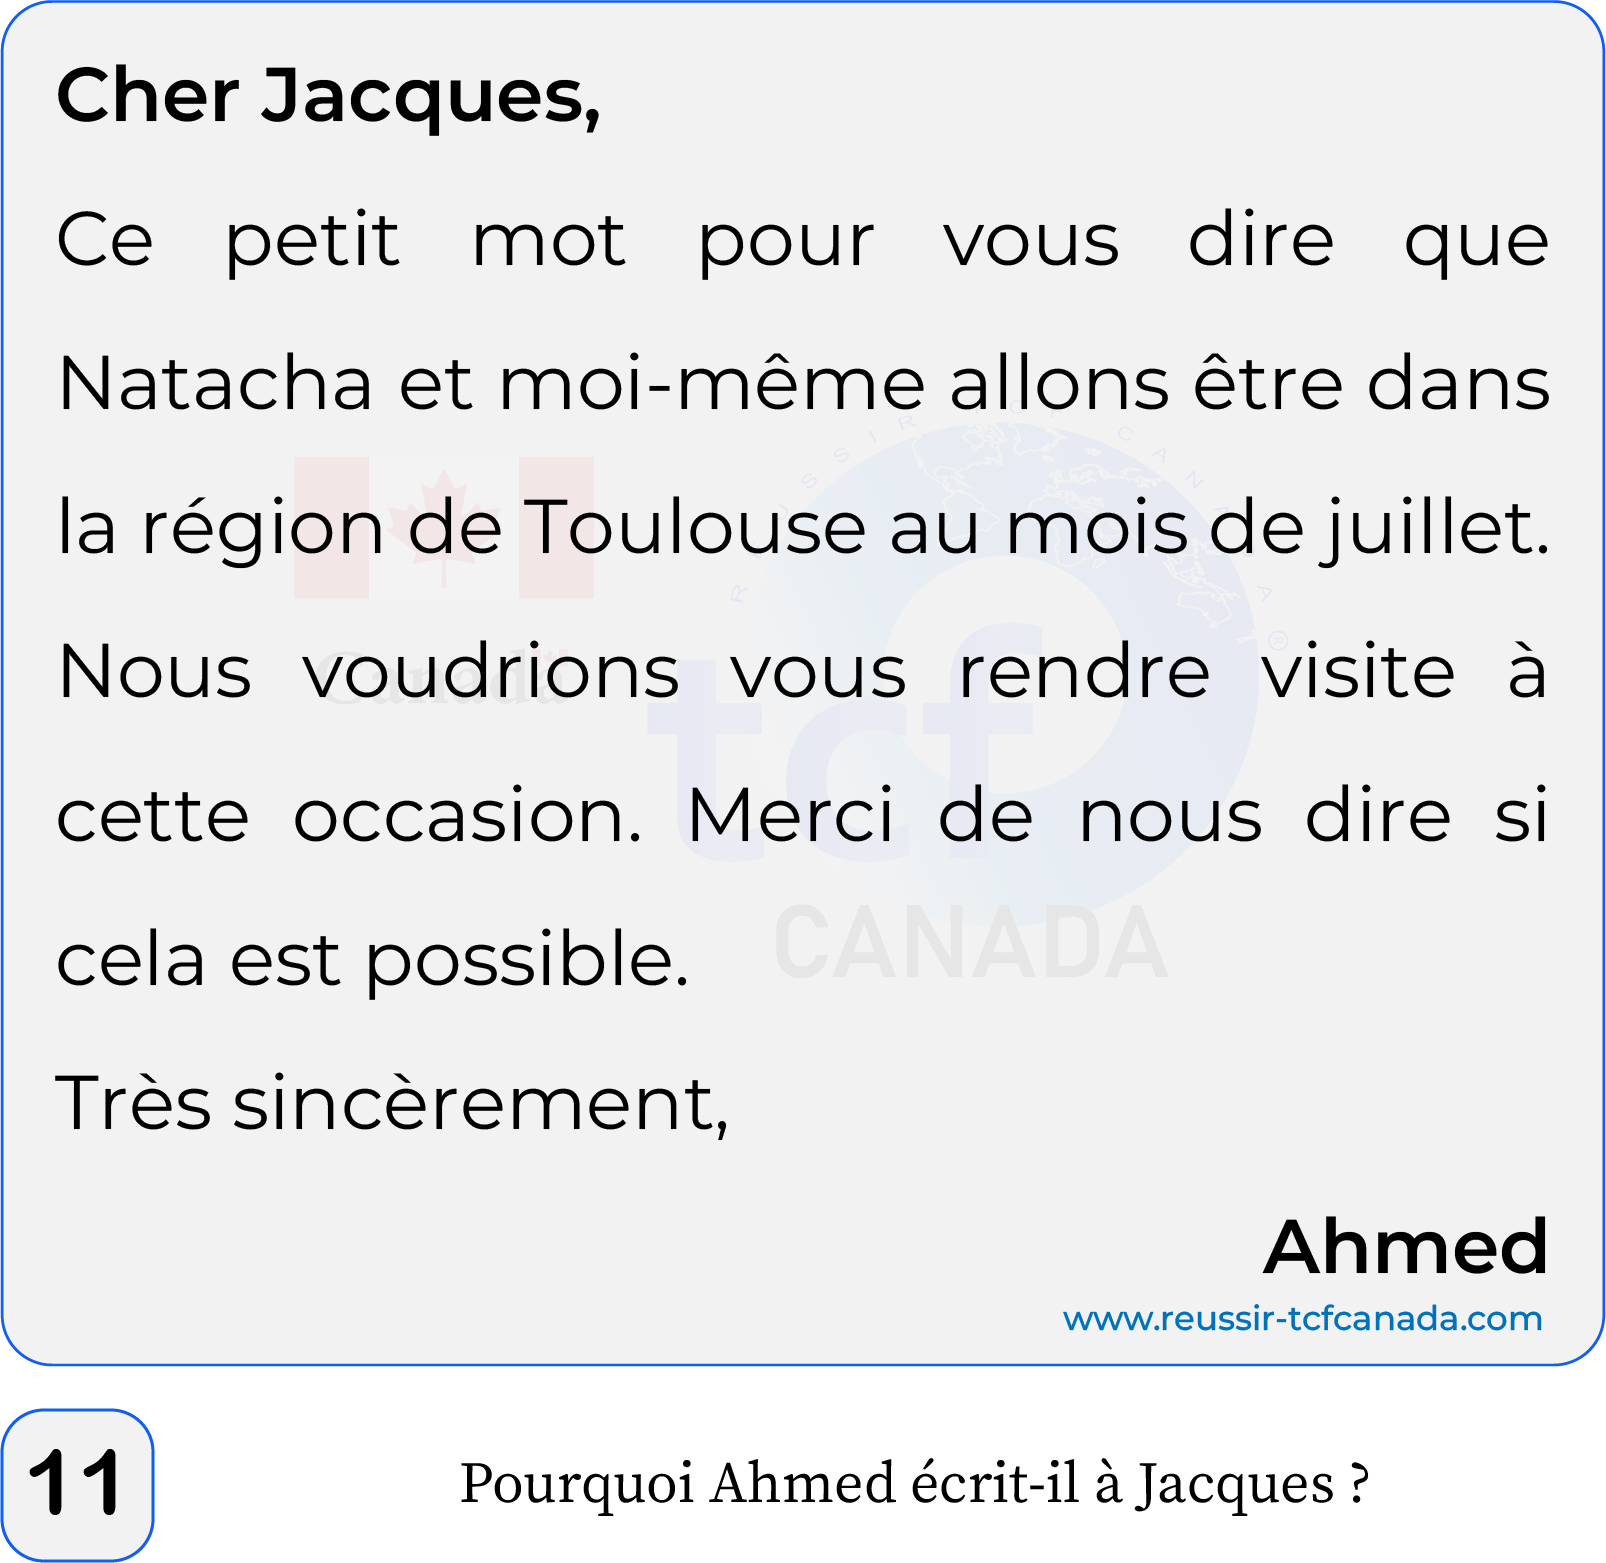 Cher Jacques,
Ce petit mot pour vous dire que
Natacha et moi-même allons être dans
la région de Toulouse au mois de juillet.
Nous voudrions vous rendre visite à
cette occasion. Merci de nous dire si
cela est possible.
Très sincèrement,
Ahmed
www.reussir-tcfcanada.com
Canada
tcf
CANADA
11
Pourquoi Ahmed écrit-il à Jacques ?